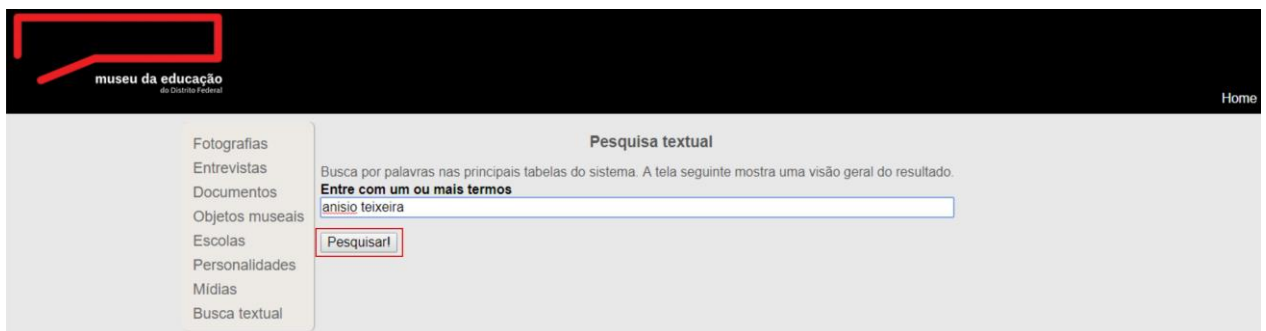 museu da educação
do Distrito Federal
Home
Fotografias
Entrevistas
Documentos
Objetos museais
Escolas
Personalidades
Mídias
Busca textual
Pesquisa textual
Busca por palavras nas principais tabelas do sistema. A tela seguinte mostra uma visão geral do resultado.
Entre com um ou mais termos
anisio teixeira
Pesquisar!